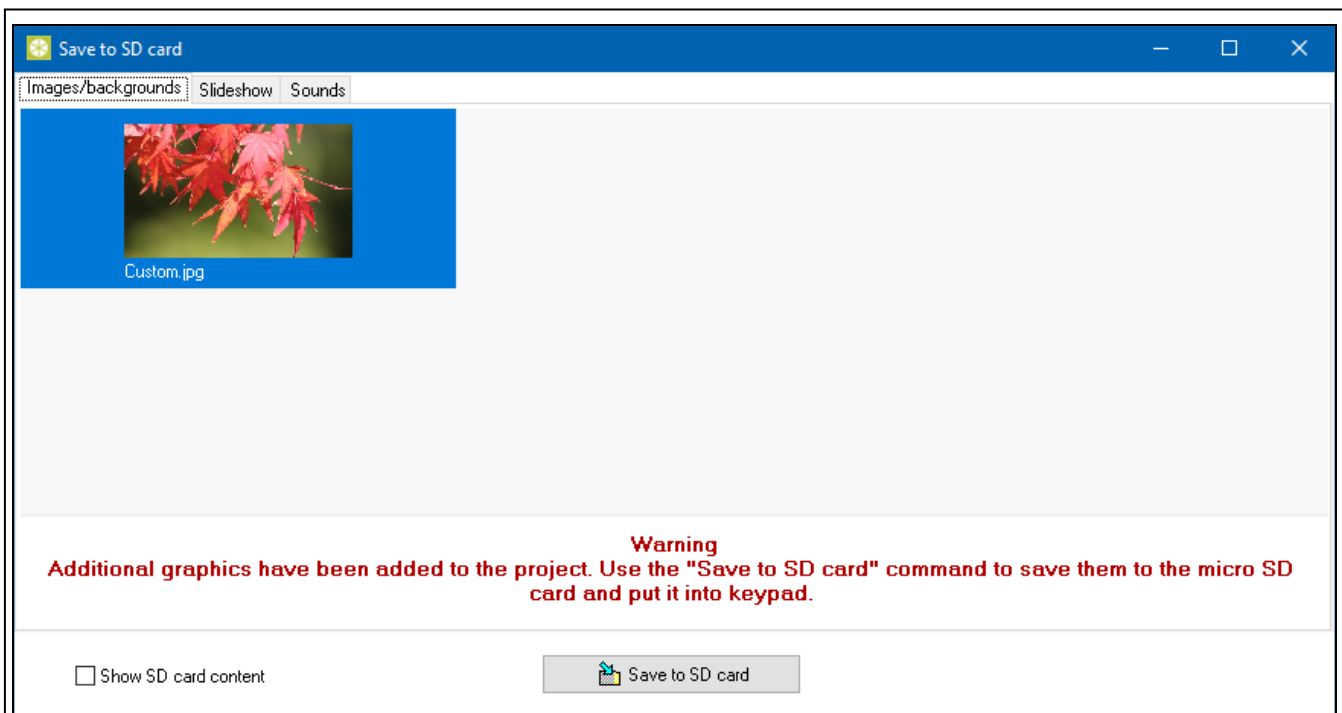 Save to SD card
Images/backgrounds Slideshow Sounds
Custom.jpg
Warning
Additional graphics have been added to the project. Use the "Save to SD card" command to save them to the micro SD
card and put it into keypad.
Show SD card content Save to SD card